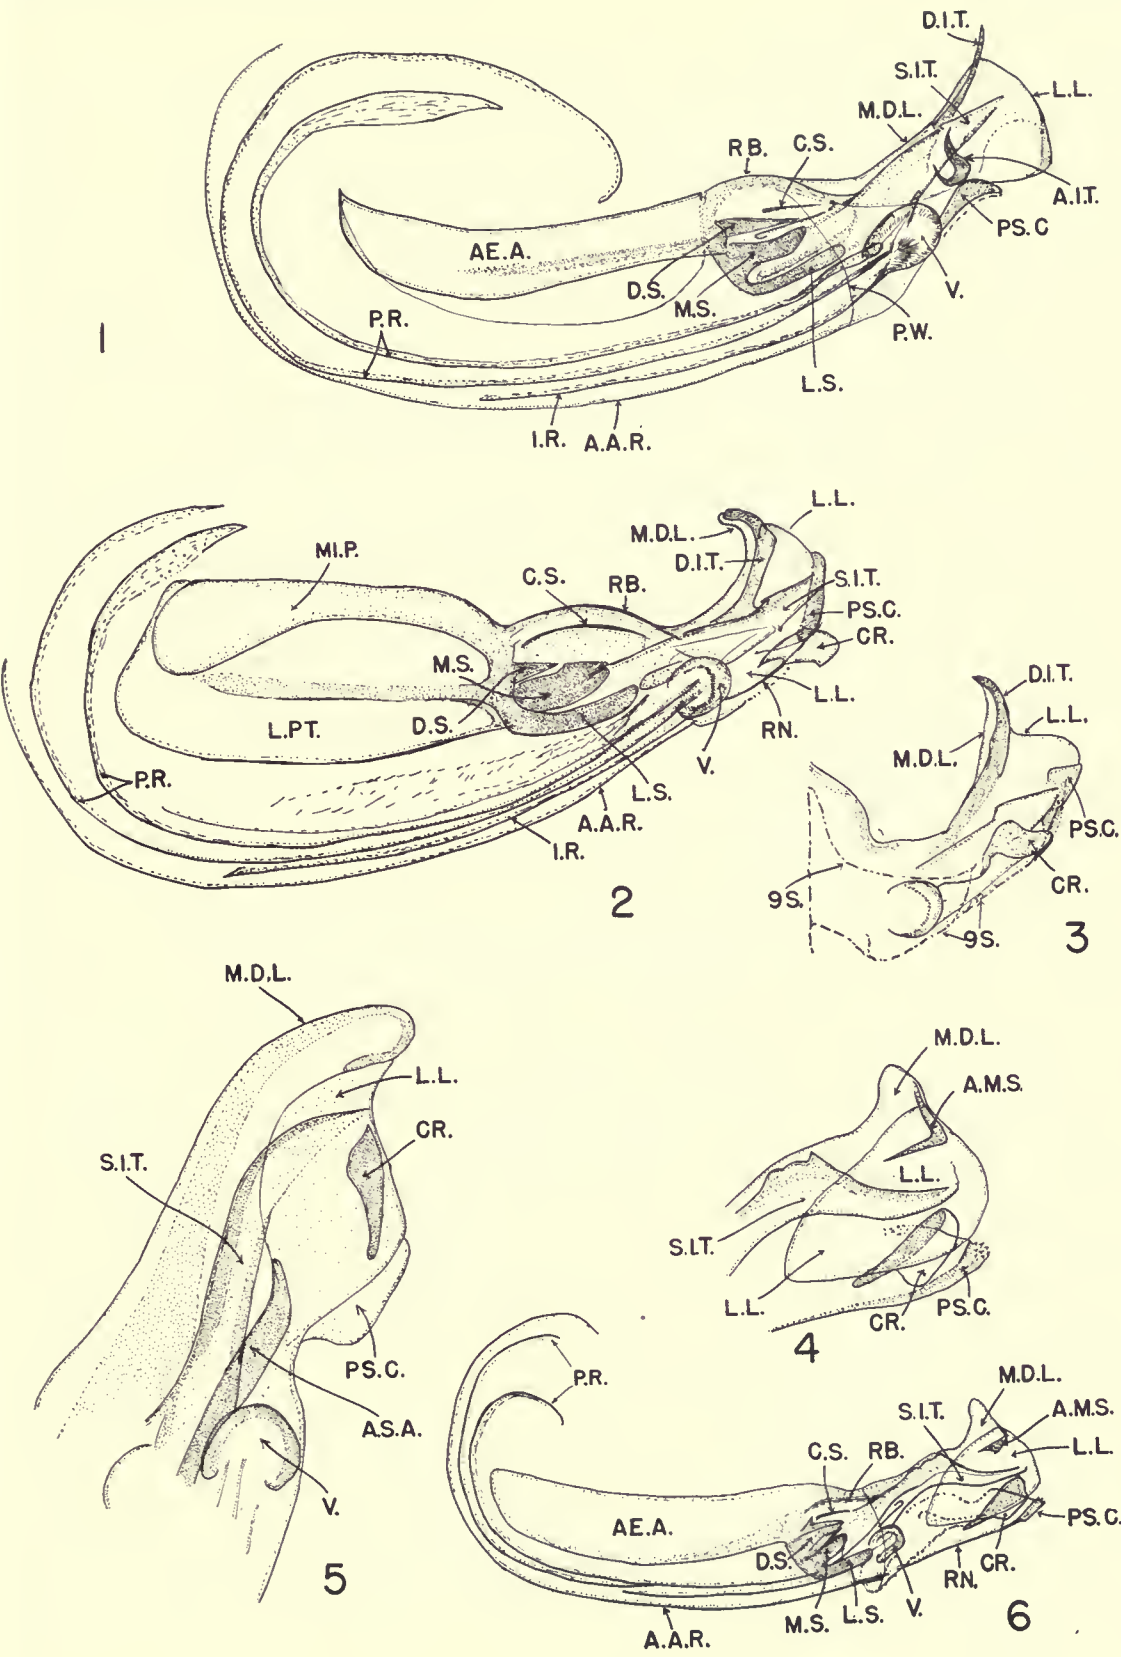 D.I.T.
S.I.T.
L.L.
M.D.L.
C.S.
RB.
A.I.T.
PS.C
AE.A.
D.S.
M.S.
V.
P.W.
1
P.R.
L.S.
I.R.
A.A.R.
L.L.
M.D.L.
MI.P.
D.I.T.
C.S.
RB.
S.I.T.
PS.C.
CR.
M.S.
L.L.
D.S.
RN.
L.PT.
V.
P.R.
L.S.
A.A.R.
I.R.
2
D.I.T.
L.L.
M.D.L.
PS.C.
CR.
9S.
9S.
3
M.D.L.
L.L.
CR.
S.I.T.
PS.C.
A.S.A.
V.
5
M.D.L.
A.M.S.
L.L.
S.I.T.
L.L.
CR.
PS.C.
4
P.R.
M.D.L.
S.I.T.
A.M.S.
L.L.
C.S.
RB.
PS.C.
AE.A.
D.S.
CR.
RN.
M.S.
L.S.
V.
A.A.R.
6